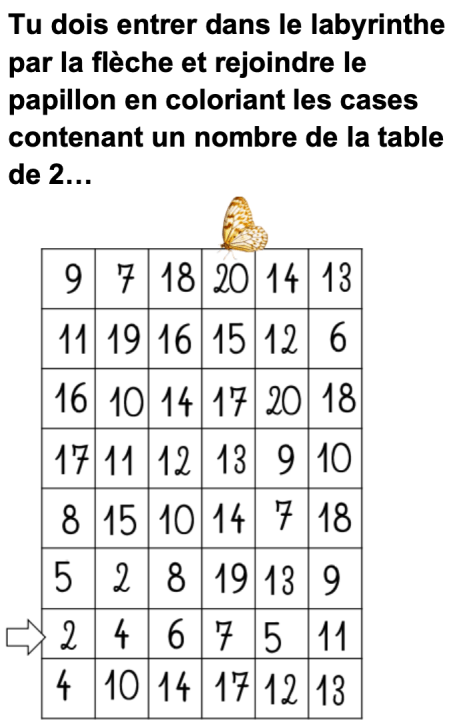 Tu dois entrer dans le labyrinthe
par la flèche et rejoindre le
papillon en coloriant les cases
contenant un nombre de la table
de 2…
9 7 18 20 14 13
11 19 16 15 12 6
16 10 14 17 20 18
17 11 12 13 9 10
8 15 10 14 7 18
5 2 8 19 13 9
2 4 6 7 5 11
4 10 14 17 12 13